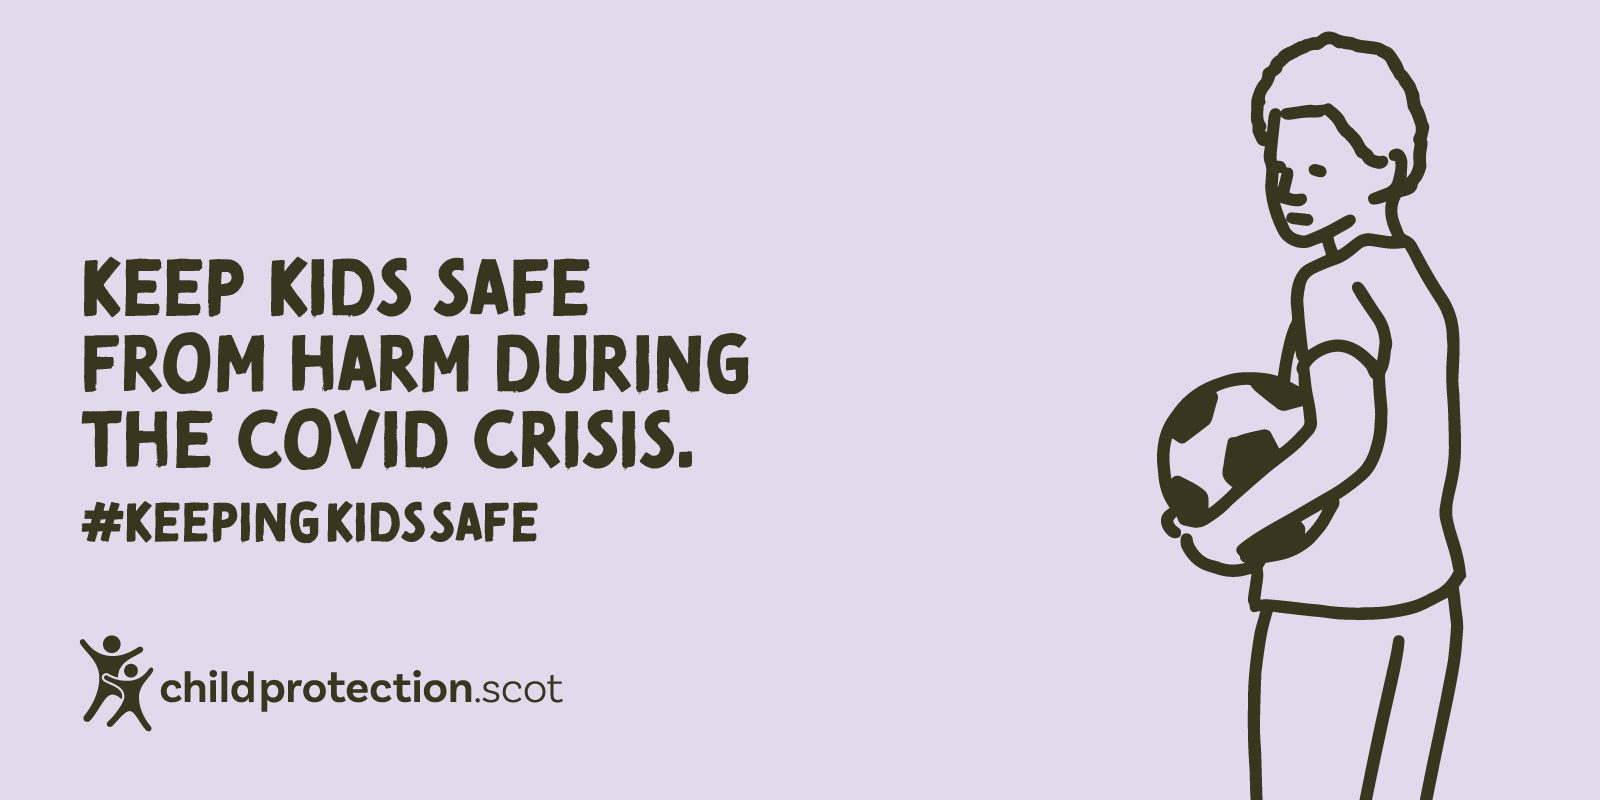 KEEP KIDS SAFE
FROM HARM DURING
THE COVID CRISIS.
#KEEPINGKIDSSAFE
childprotection.scot